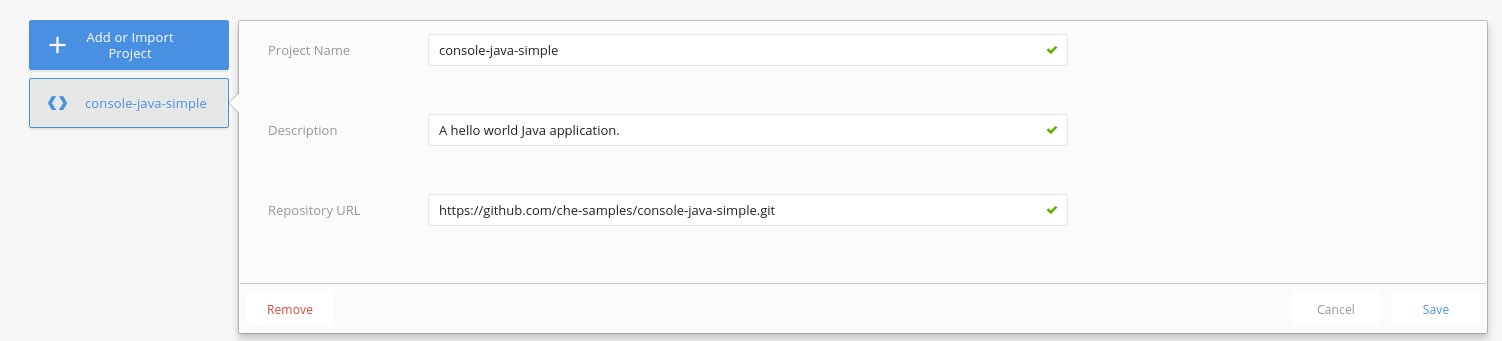 Add or Import
Project
console-java-simple
Project Name
console-java-simple
Description
A hello world Java application.
Repository URL
https://github.com/che-samples/console-java-simple.git
Remove
Cancel
Save